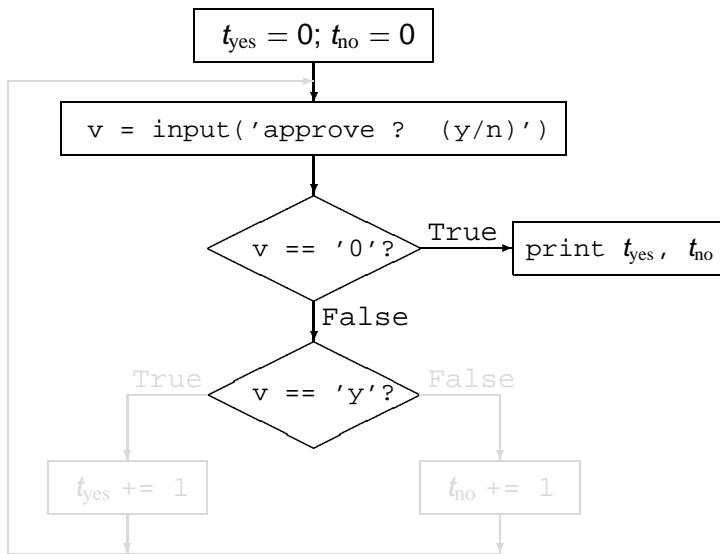 t_yes = 0; t_no = 0
v = input('approve ? (y/n)')
v == '0'?
True
print t_yes, t_no
False
v == 'y'?
True
False
t_yes += 1
t_no += 1